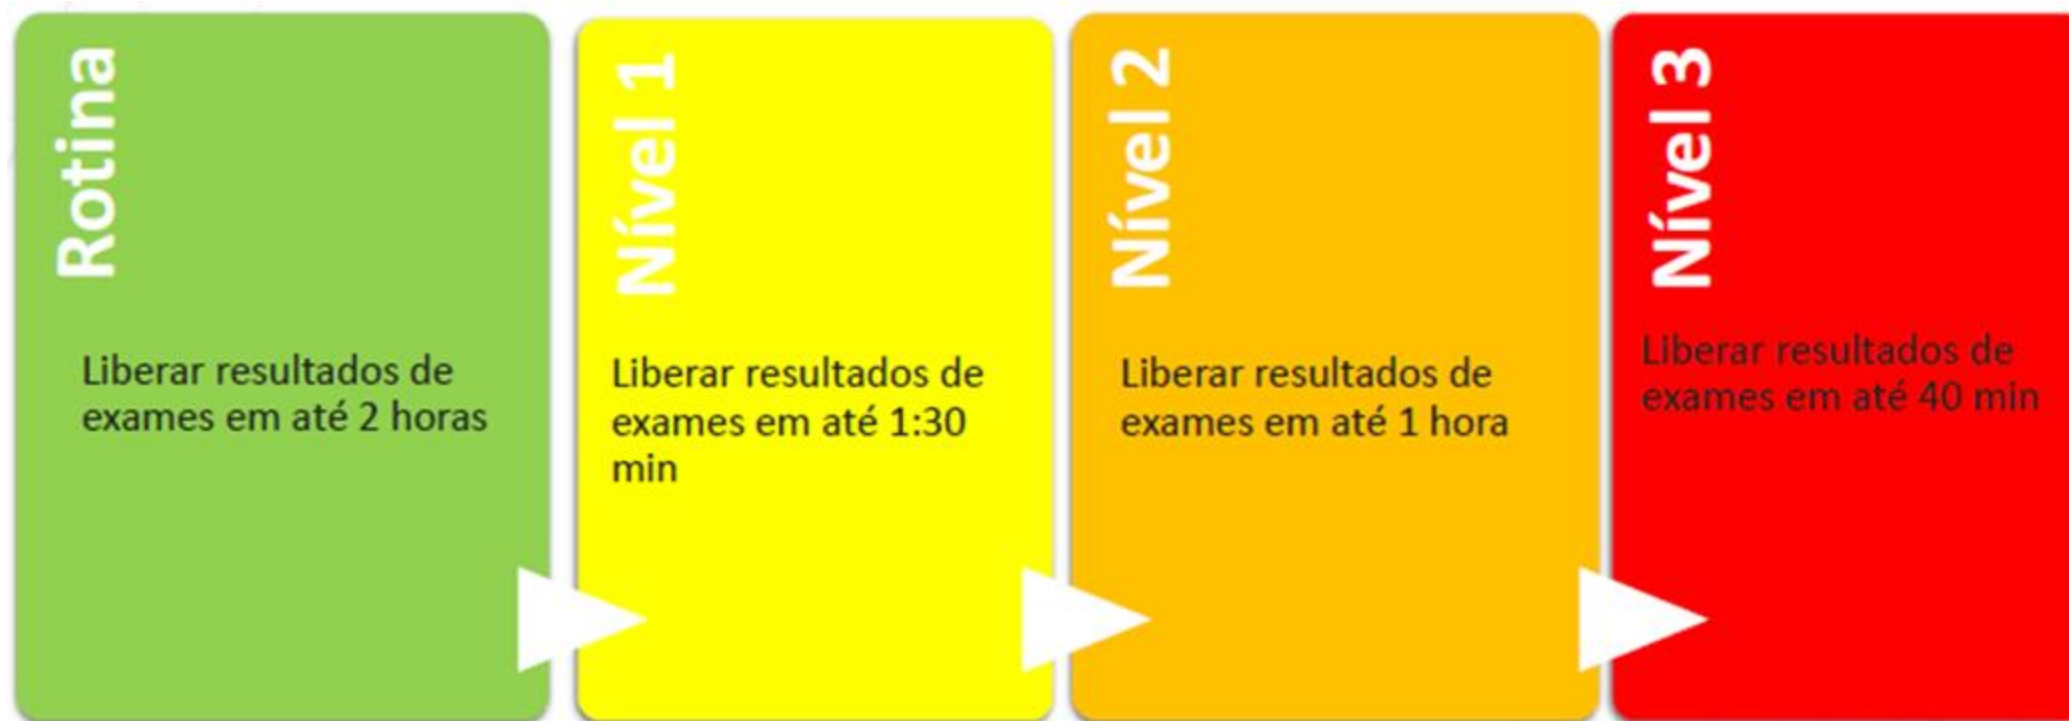 Rotina
Liberar resultados de
exames em até 2 horas
Nível 1
Liberar resultados de
exames em até 1:30
min
Nível 2
Liberar resultados de
exames em até 1 hora
Nível 3
Liberar resultados de
exames em até 40 min